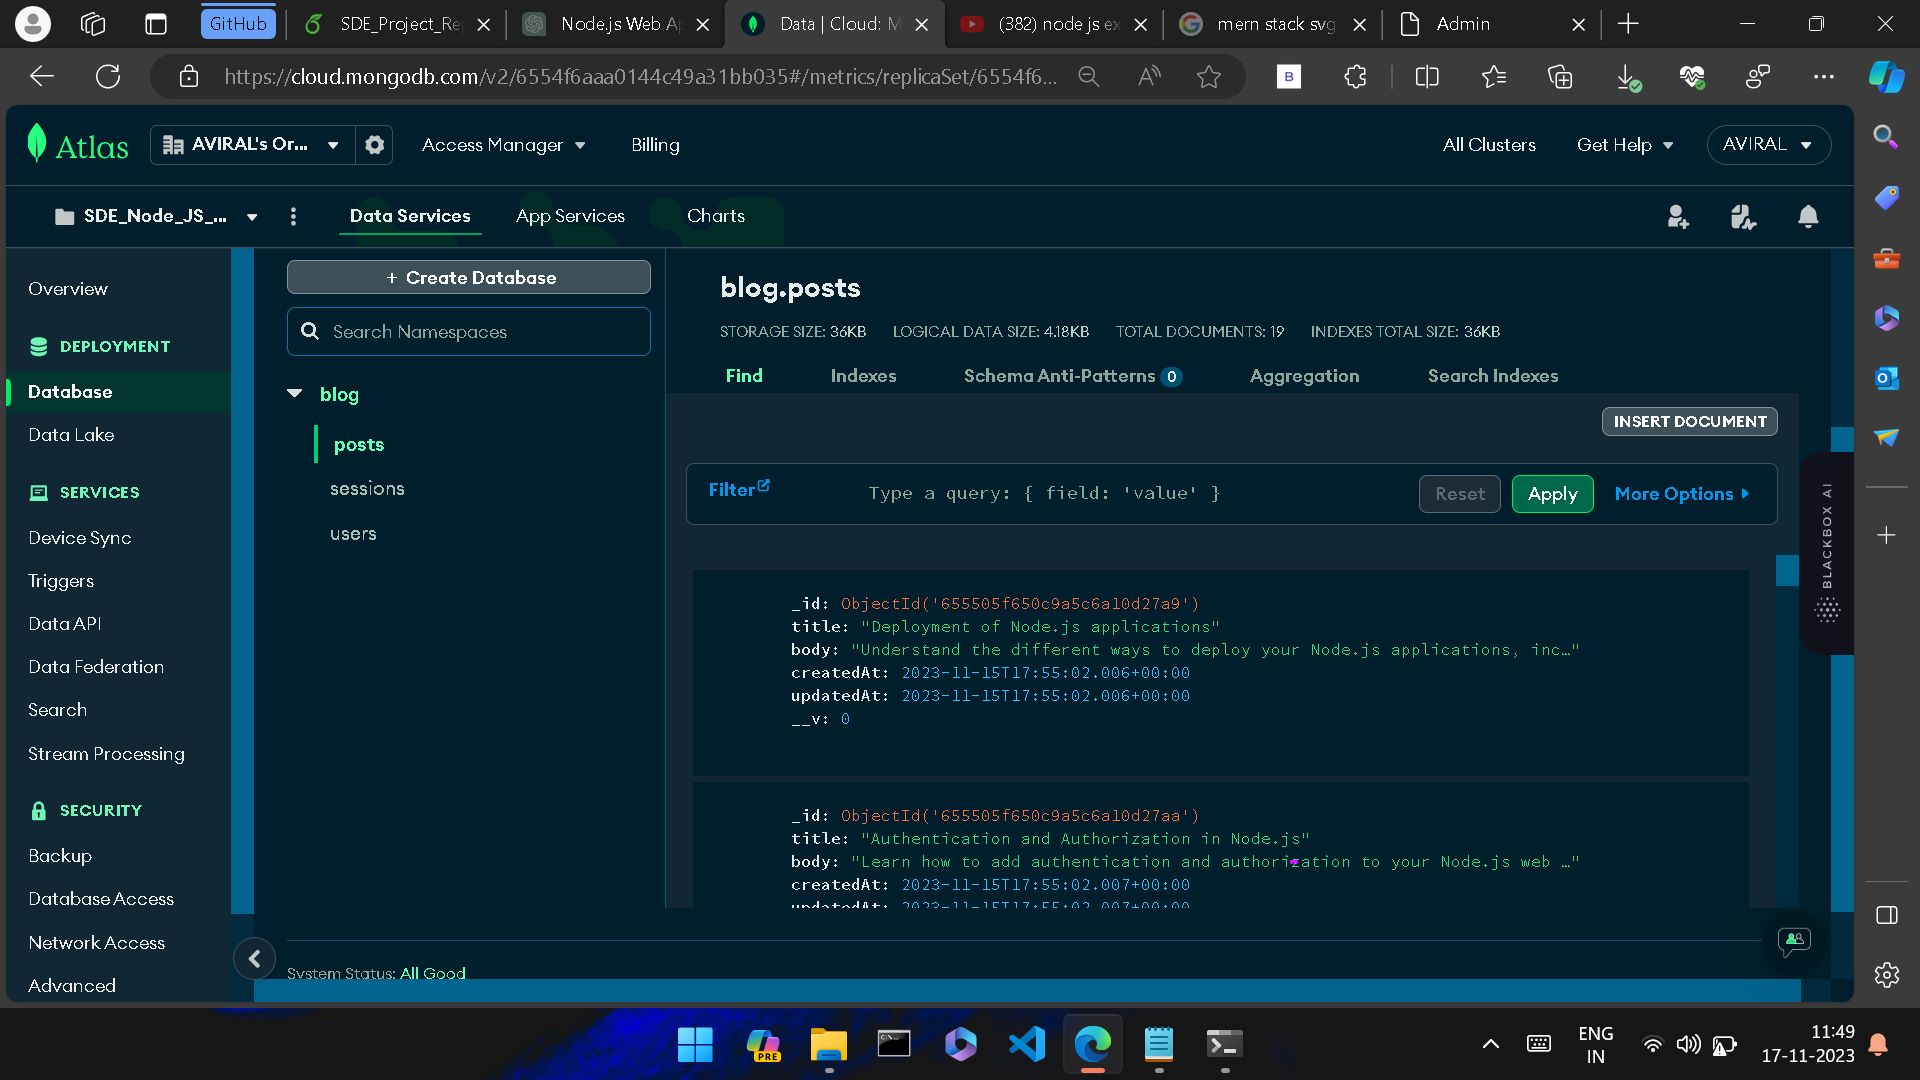 GitHub
SDE_Project_Re
Node.js Web A
Data | Cloud: M
(382) node js ex
mern stack svg
Admin
https://cloud.mongodb.com/v2/6554f6aaa0144c49a31bb035#/metrics/replicaSet/6554f6...
B
Atlas
AVIRAL's Or...
Access Manager
Billing
All Clusters
Get Help
AVIRAL
SDE_Node_JS_...
Data Services
App Services
Charts
Overview
DEPLOYMENT
Database
Data Lake
SERVICES
Device Sync
Triggers
Data API
Data Federation
Search
Stream Processing
SECURITY
Backup
Database Access
Network Access
Advanced
+ Create Database
Search Namespaces
blog
posts
sessions
users
blog.posts
STORAGE SIZE: 36KB LOGICAL DATA SIZE: 4.18KB TOTAL DOCUMENTS: 19 INDEXES TOTAL SIZE: 36KB
Find Indexes Schema Anti-Patterns 0 Aggregation Search Indexes
INSERT DOCUMENT
Filter Type a query: { field: 'value' } Reset Apply More Options
_id: ObjectId('655505f650c9a5c6a10d27a9')
title: "Deployment of Node.js applications"
body: "Understand the different ways to deploy your Node.js applications, inc…"
createdAt: 2023-11-15T17:55:02.006+00:00
updatedAt: 2023-11-15T17:55:02.006+00:00
__v: 0
_id: ObjectId('655505f650c9a5c6a10d27aa')
title: "Authentication and Authorization in Node.js"
body: "Learn how to add authentication and authorization to your Node.js web …"
createdAt: 2023-11-15T17:55:02.007+00:00
updatedAt: 2023-11-15T17:55:02.007+00:00
System Status: All Good
BLACKBOX AI
PRE
ENG
IN
11:49
17-11-2023